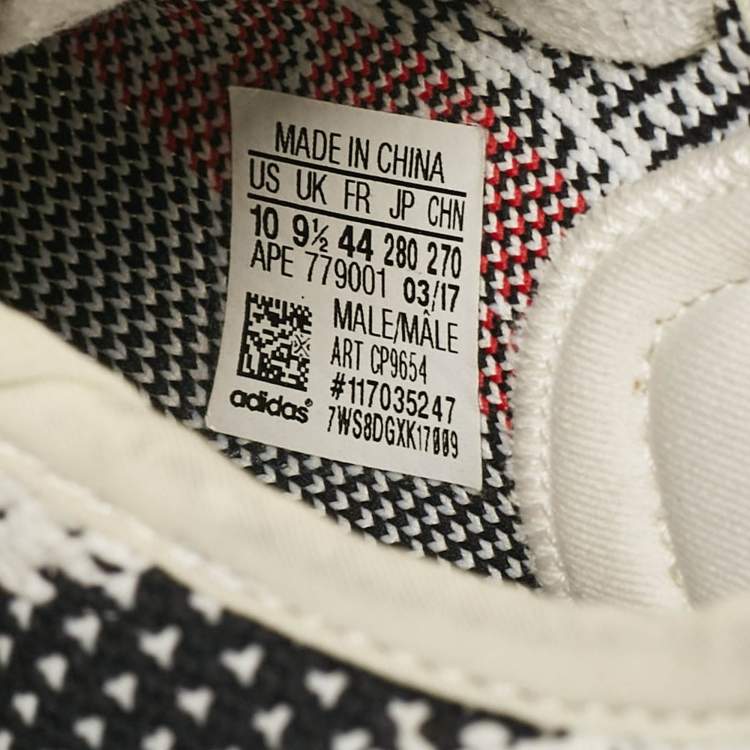 MADE IN CHINA
US UK FR JP CHN
10 9½ 44 280 270
APE 779001 03/17
MALE/MÂLE
ART CP9654
#117035247
adidas® 7WS8DGXK17009